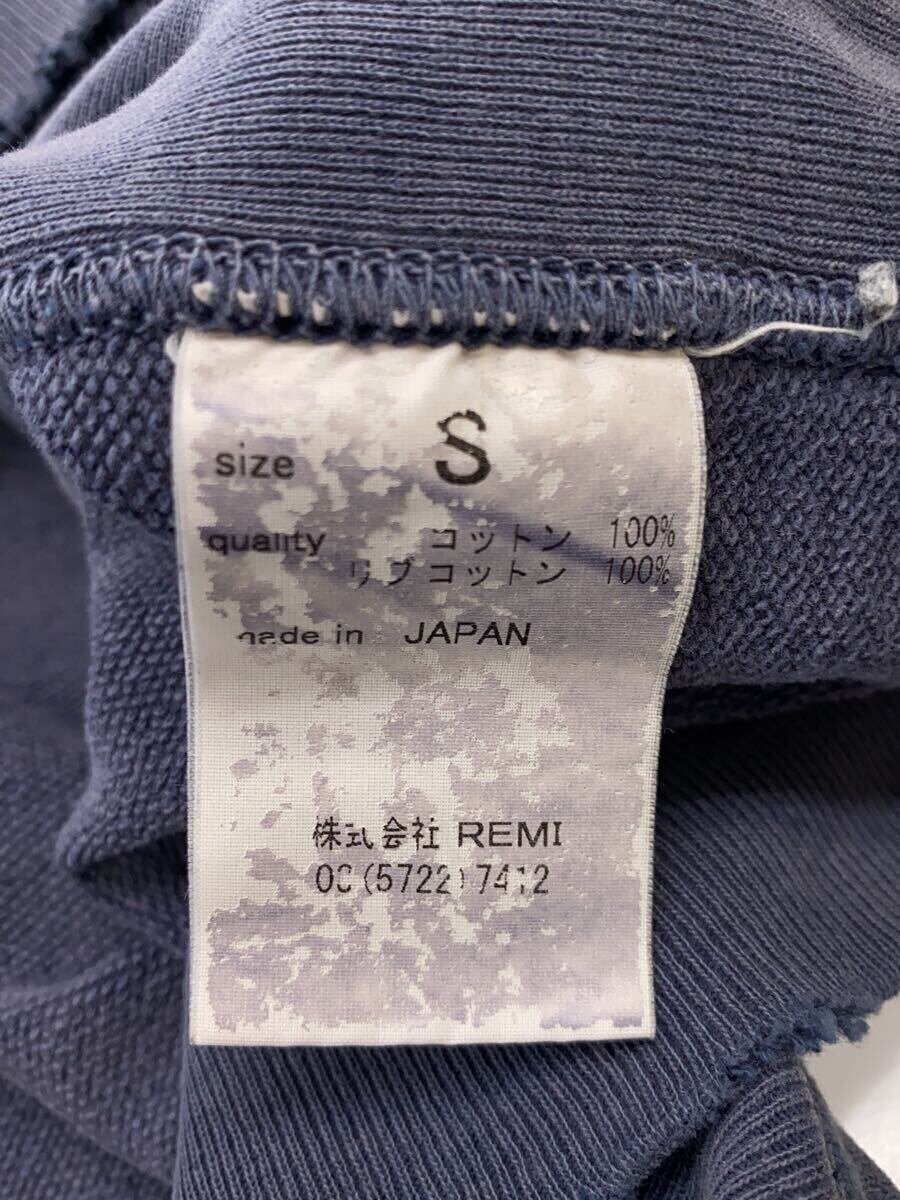 size S
quality コットン 100%
リブコットン 100%
made in JAPAN
株式会社 REMI
03(5722)7412